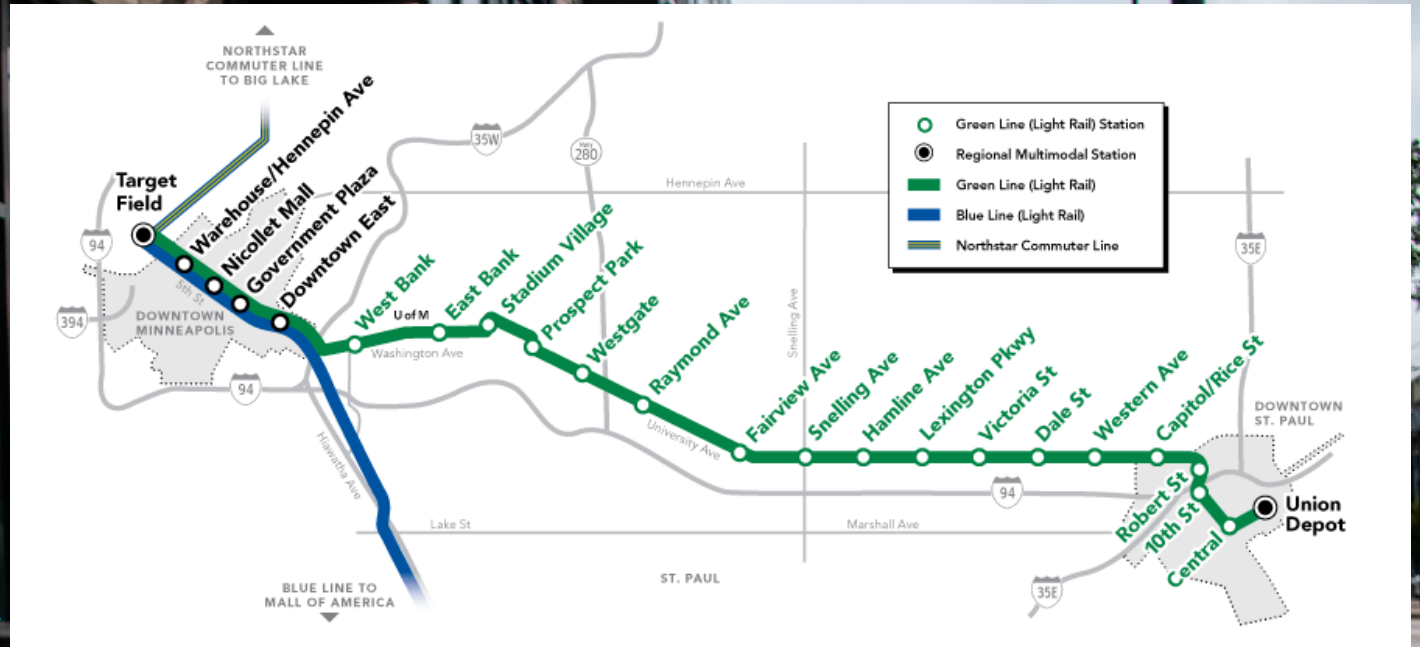 NORTHSTAR
COMMUTER LINE
TO BIG LAKE
Target
Field
Warehouse/Hennepin Ave
Nicollet Mall
Government Plaza
Downtown East
5th St
DOWNTOWN
MINNEAPOLIS
94
394
94
35W
HWY
280
Hennepin Ave
West Bank
U of M
East Bank
Stadium Village
Prospect Park
Westgate
Raymond Ave
Washington Ave
University Ave
Hiawatha Ave
Snelling Ave
Fairview Ave
Snelling Ave
Hamline Ave
Lexington Pkwy
Victoria St
Dale St
Western Ave
Capitol/Rice St
Robert St
10th St
Central
Union
Depot
DOWNTOWN
ST. PAUL
35E
94
35E
Lake St
Marshall Ave
ST. PAUL
BLUE LINE TO
MALL OF AMERICA
Green Line (Light Rail) Station
Regional Multimodal Station
Green Line (Light Rail)
Blue Line (Light Rail)
Northstar Commuter Line